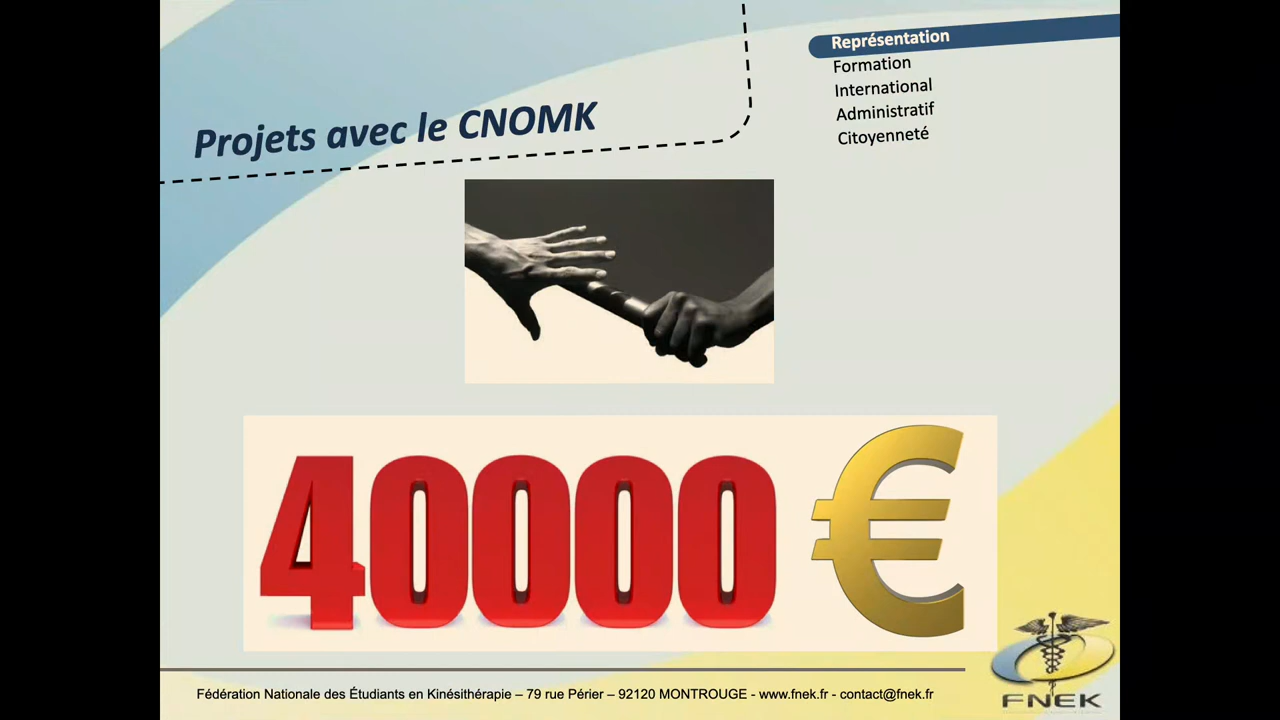 Représentation
Formation
International
Administratif
Citoyenneté
Projets avec le CNOMK
40000 €
Fédération Nationale des Étudiants en Kinésithérapie – 79 rue Périer – 92120 MONTROUGE - www.fnek.fr - contact@fnek.fr
FNEK